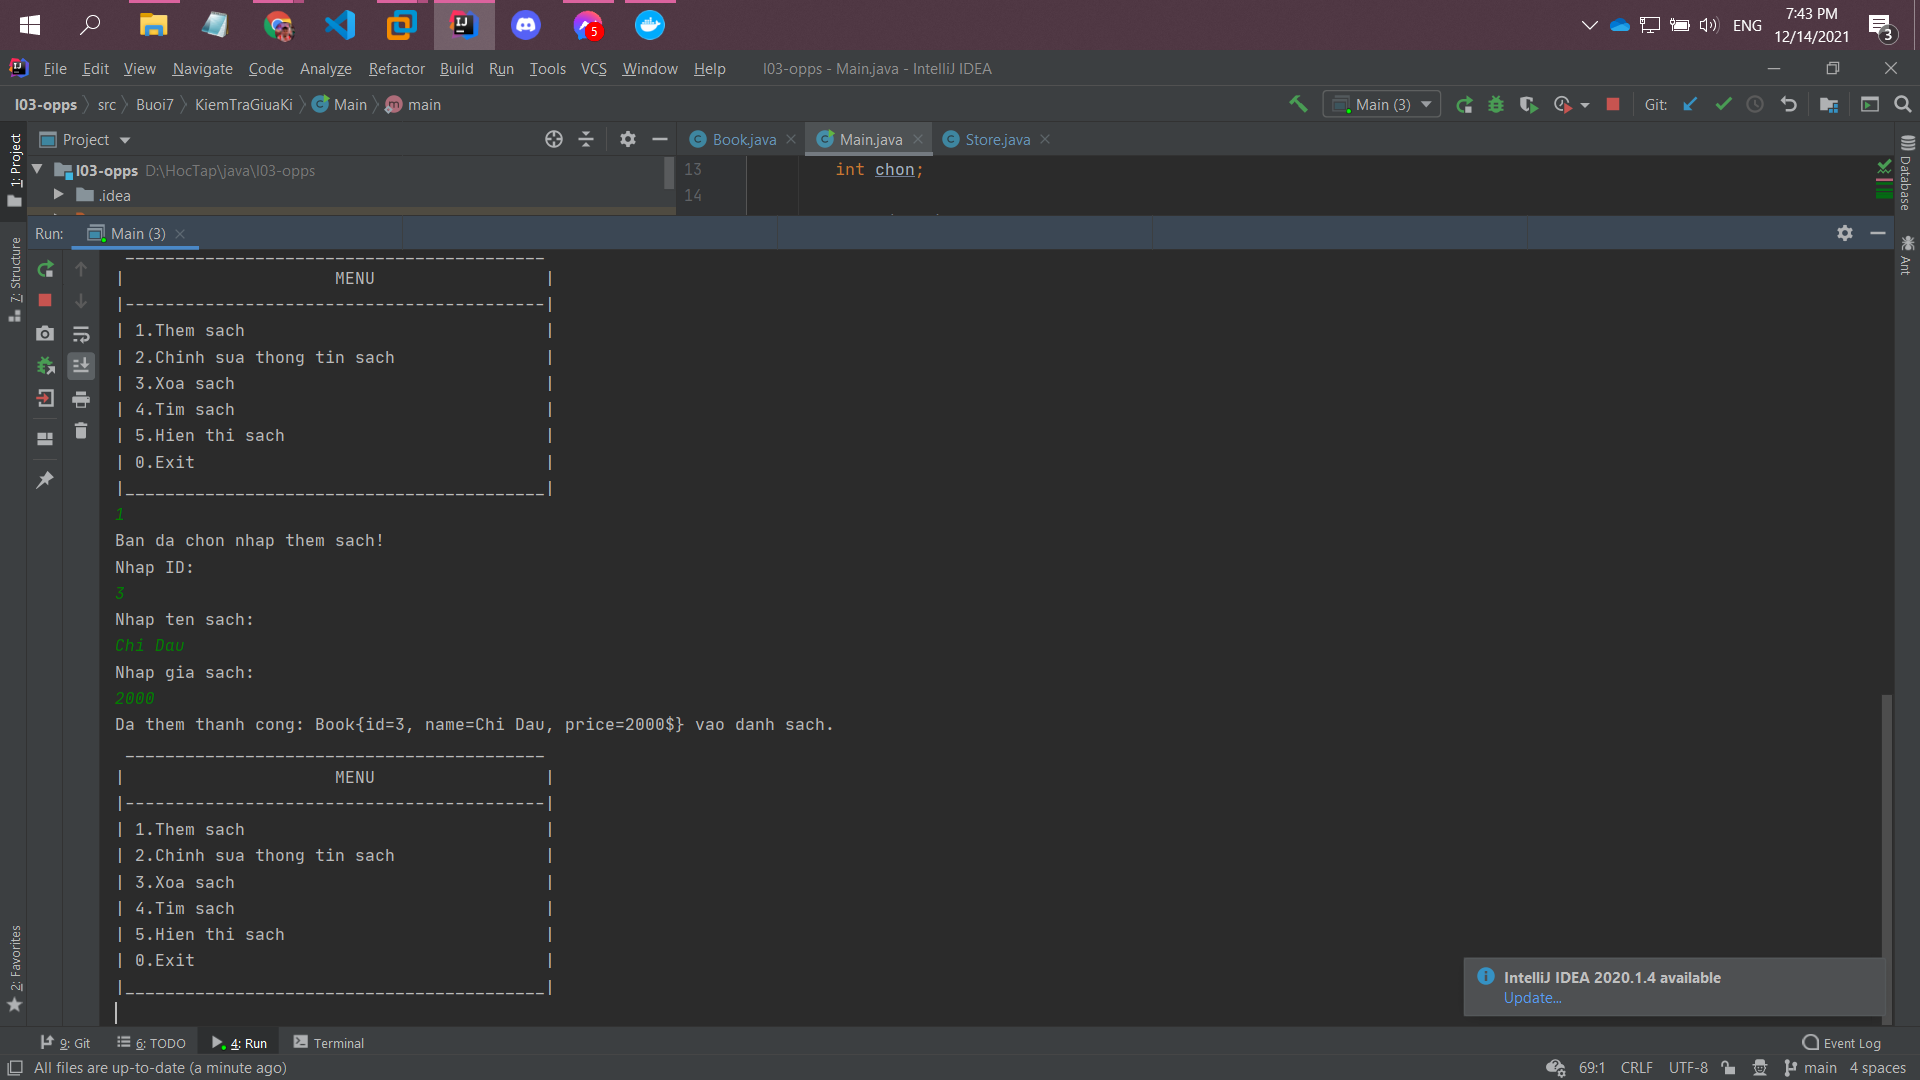 5
ENG
7:43 PM
12/14/2021
3
File Edit View Navigate Code Analyze Refactor Build Run Tools VCS Window Help l03-opps - Main.java - IntelliJ IDEA
l03-opps src Buoi7 KiemTraGiuaKi Main main
Main (3)
Git:
1: Project
Project
Book.java
Main.java
Store.java
l03-opps D:\HocTap\java\l03-opps
.idea
13 int chon;
14
Database
Ant
7: Structure
2: Favorites
Run: Main (3)
 __________________________________________
|                     MENU                 |
|------------------------------------------|
| 1.Them sach                              |
| 2.Chinh sua thong tin sach               |
| 3.Xoa sach                               |
| 4.Tim sach                               |
| 5.Hien thi sach                          |
| 0.Exit                                   |
|__________________________________________|
1
Ban da chon nhap them sach!
Nhap ID:
3
Nhap ten sach:
Chi Dau
Nhap gia sach:
2000
Da them thanh cong: Book{id=3, name=Chi Dau, price=2000$} vao danh sach.
 __________________________________________
|                     MENU                 |
|------------------------------------------|
| 1.Them sach                              |
| 2.Chinh sua thong tin sach               |
| 3.Xoa sach                               |
| 4.Tim sach                               |
| 5.Hien thi sach                          |
| 0.Exit                                   |
|__________________________________________|
IntelliJ IDEA 2020.1.4 available
Update...
9: Git 6: TODO 4: Run Terminal Event Log
All files are up-to-date (a minute ago) 69:1 CRLF UTF-8 main 4 spaces